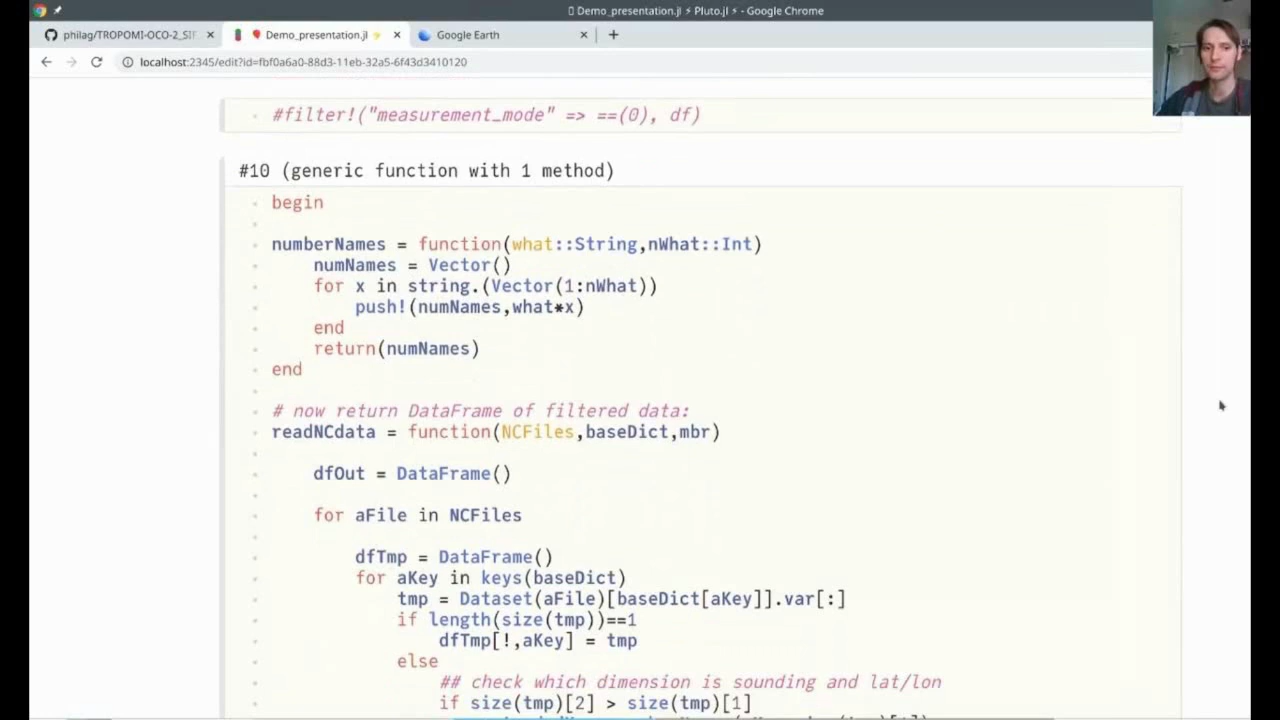 Demo_presentation.jl ⚡ Pluto.jl ⚡ - Google Chrome
philag/TROPOMI-OCO-2_SIF
Demo_presentation.jl ⚡
Google Earth
localhost:2345/edit?id=fbf0a6a0-88d3-11eb-32a5-6f43d3410120
#filter!("measurement_mode" => ==(0), df)
#10 (generic function with 1 method)
begin
numberNames = function(what::String,nWhat::Int)
numNames = Vector()
for x in string.(Vector(1:nWhat))
push!(numNames,what*x)
end
return(numNames)
end
# now return DataFrame of filtered data:
readNCdata = function(NCFiles,baseDict,mbr)
dfOut = DataFrame()
for aFile in NCFiles
dfTmp = DataFrame()
for aKey in keys(baseDict)
tmp = Dataset(aFile)[baseDict[aKey]].var[:]
if length(size(tmp))==1
dfTmp[!,aKey] = tmp
else
## check which dimension is sounding and lat/lon
if size(tmp)[2] > size(tmp)[1]